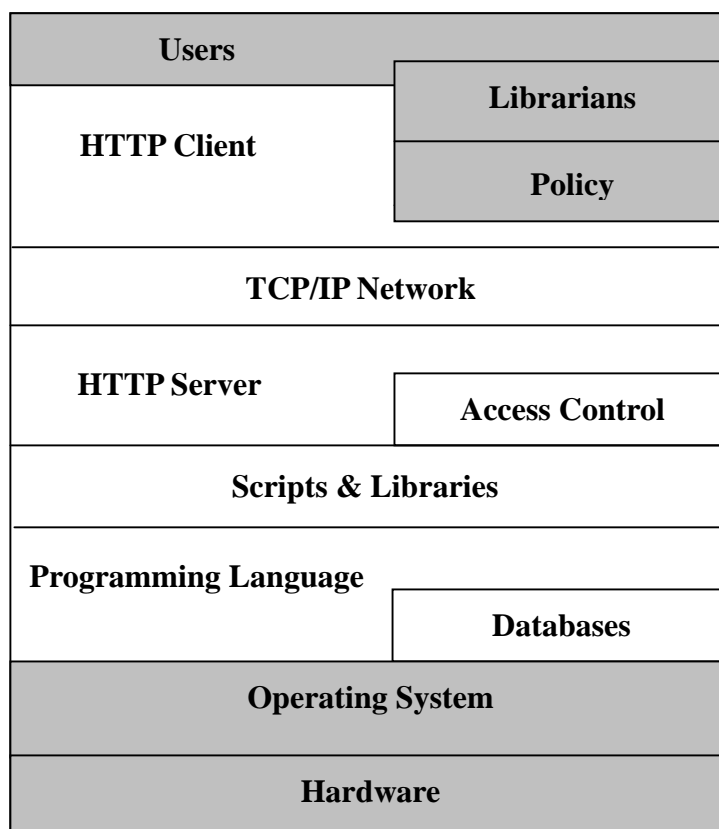 Users
Librarians
HTTP Client
Policy
TCP/IP Network
HTTP Server
Access Control
Scripts & Libraries
Programming Language
Databases
Operating System
Hardware